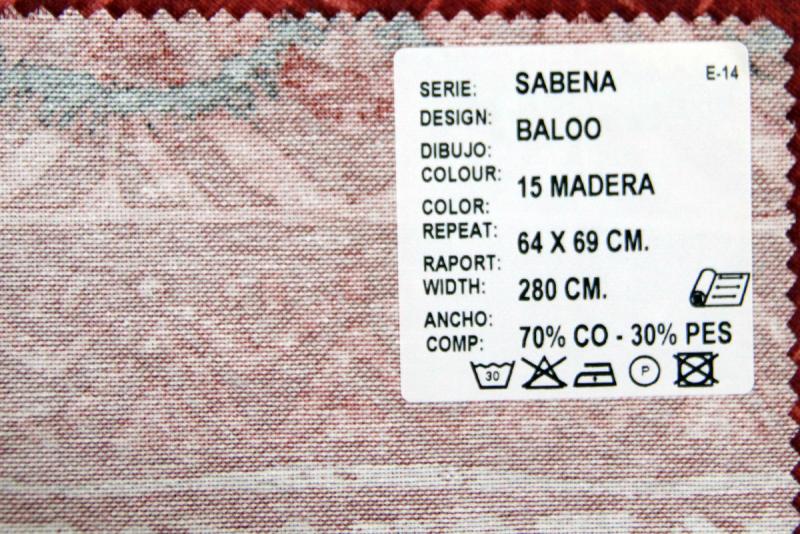 E-14
SERIE: SABENA
DESIGN:
BALOO
DIBUJO:
COLOUR:
15 MADERA
COLOR:
REPEAT:
64 X 69 CM.
RAPORT:
WIDTH:
280 CM.
ANCHO:
COMP: 70% CO - 30% PES
30 P